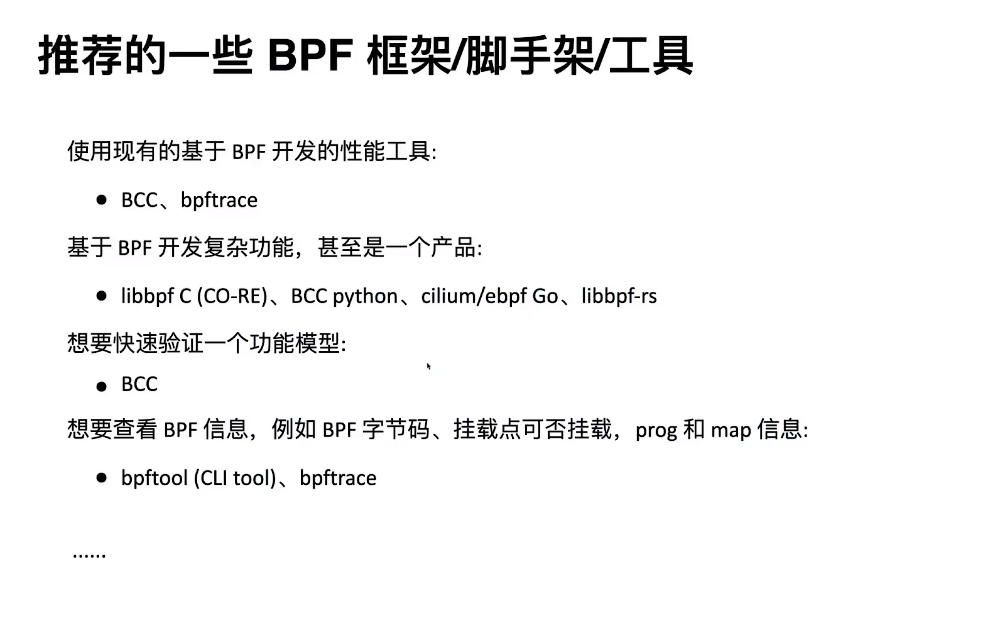 推荐的一些 BPF 框架/脚手架/工具
使用现有的基于 BPF 开发的性能工具:
• BCC、bpftrace
基于 BPF 开发复杂功能，甚至是一个产品:
• libbpf C (CO-RE)、BCC python、cilium/ebpf Go、libbpf-rs
想要快速验证一个功能模型:
• BCC
想要查看 BPF 信息，例如 BPF 字节码、挂载点可否挂载，prog 和 map 信息:
• bpftool (CLI tool)、bpftrace
......